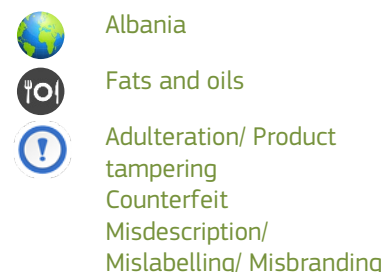 Albania
Fats and oils
Adulteration/ Product
tampering
Counterfeit
Misdescription/
Mislabelling/ Misbranding